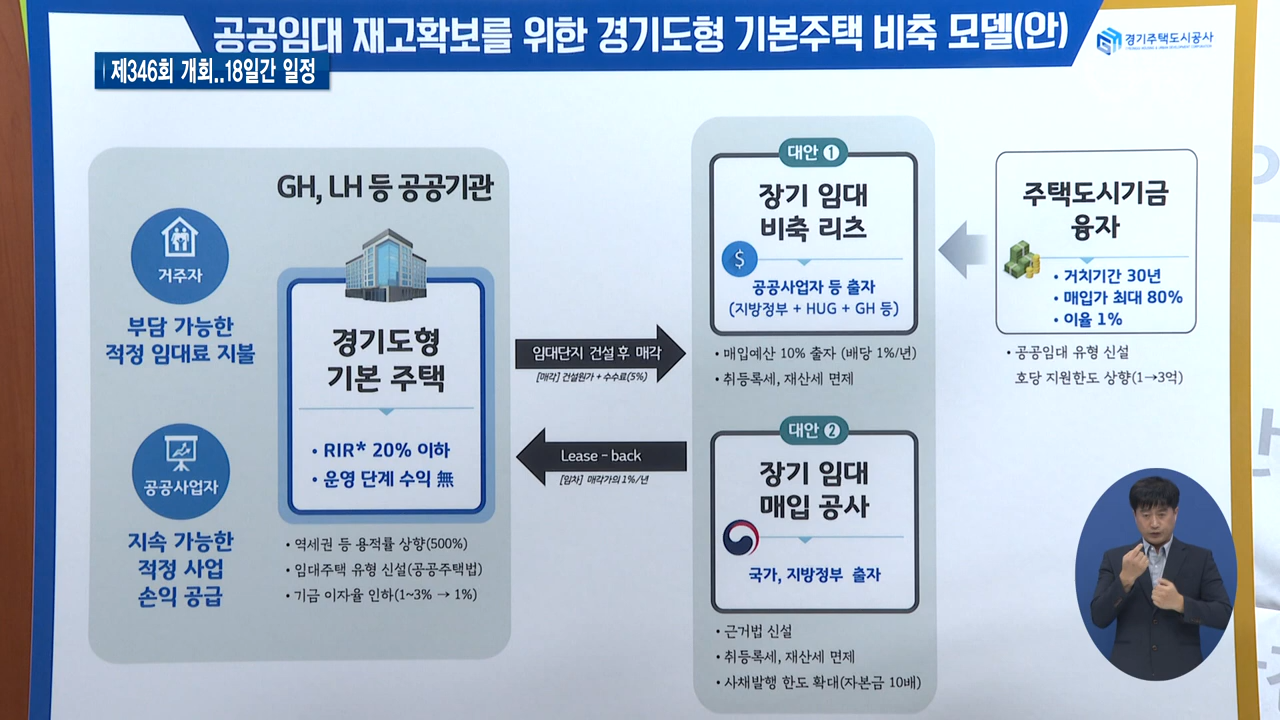 공공임대 재고확보를 위한 경기도형 기본주택 비축 모델(안)
경기주택도시공사
제346회 개회..18일간 일정
GH, LH 등 공공기관
거주자
부담 가능한
적정 임대료 지불
공공사업자
지속 가능한
적정 사업
손익 공급
경기도형
기본 주택
• RIR* 20% 이하
• 운영 단계 수익 無
• 역세권 등 용적률 상향(500%)
• 임대주택 유형 신설(공공주택법)
• 기금 이자율 인하(1~3% → 1%)
임대단지 건설 후 매각
[매각] 건설원가 + 수수료(5%)
Lease - back
[임차] 매각가의 1%/년
대안 ❶
장기 임대
비축 리츠
$
공공사업자 등 출자
(지방정부 + HUG + GH 등)
• 매입예산 10% 출자 (배당 1%/년)
• 취등록세, 재산세 면제
대안 ❷
장기 임대
매입 공사
국가, 지방정부 출자
• 근거법 신설
• 취등록세, 재산세 면제
• 사채발행 한도 확대(자본금 10배)
주택도시기금
융자
• 거치기간 30년
• 매입가 최대 80%
• 이율 1%
• 공공임대 유형 신설
호당 지원한도 상향(1→3억)